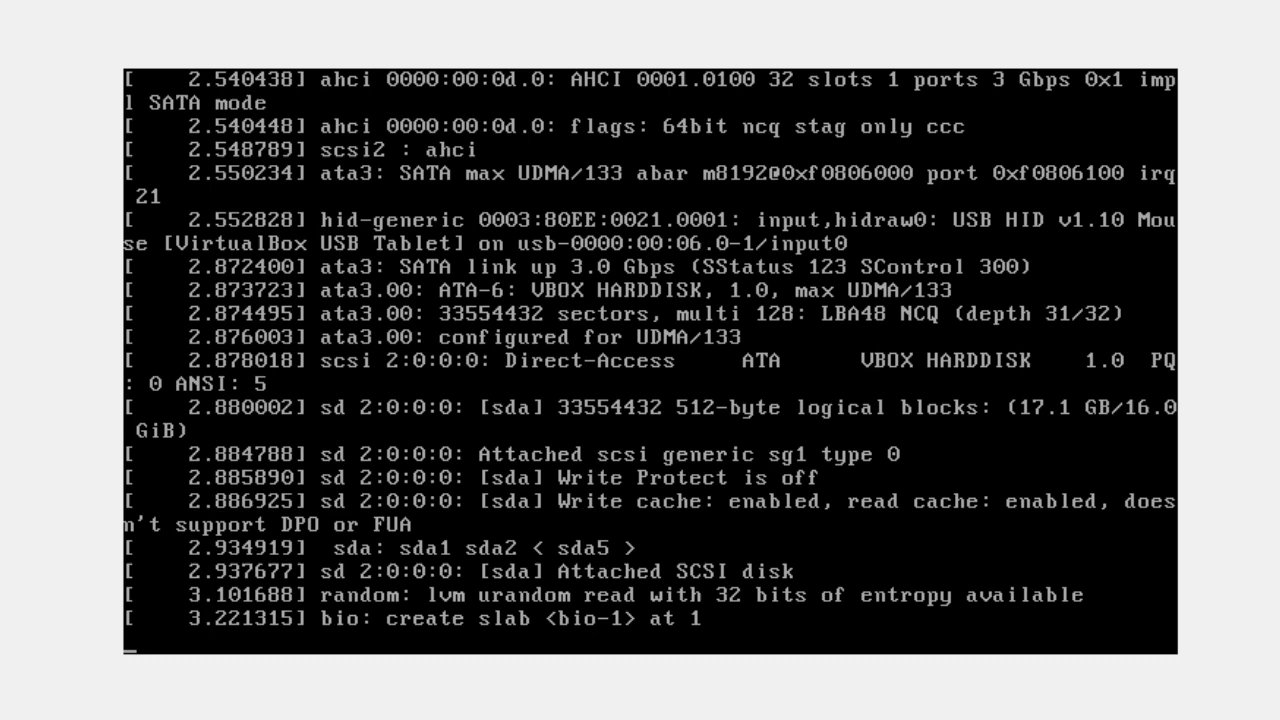 [    2.540438] ahci 0000:00:0d.0: AHCI 0001.0100 32 slots 1 ports 3 Gbps 0x1 imp
l SATA mode
[    2.540448] ahci 0000:00:0d.0: flags: 64bit ncq stag only ccc
[    2.548789] scsi2 : ahci
[    2.550234] ata3: SATA max UDMA/133 abar m8192@0xf0806000 port 0xf0806100 irq
 21
[    2.552828] hid-generic 0003:80EE:0021.0001: input,hidraw0: USB HID v1.10 Mou
se [VirtualBox USB Tablet] on usb-0000:00:06.0-1/input0
[    2.872400] ata3: SATA link up 3.0 Gbps (SStatus 123 SControl 300)
[    2.873723] ata3.00: ATA-6: VBOX HARDDISK, 1.0, max UDMA/133
[    2.874495] ata3.00: 33554432 sectors, multi 128: LBA48 NCQ (depth 31/32)
[    2.876003] ata3.00: configured for UDMA/133
[    2.878018] scsi 2:0:0:0: Direct-Access     ATA      VBOX HARDDISK    1.0  PQ
: 0 ANSI: 5
[    2.880002] sd 2:0:0:0: [sda] 33554432 512-byte logical blocks: (17.1 GB/16.0
 GiB)
[    2.884788] sd 2:0:0:0: Attached scsi generic sg1 type 0
[    2.885890] sd 2:0:0:0: [sda] Write Protect is off
[    2.886925] sd 2:0:0:0: [sda] Write cache: enabled, read cache: enabled, does
n't support DPO or FUA
[    2.934919]  sda: sda1 sda2 < sda5 >
[    2.937677] sd 2:0:0:0: [sda] Attached SCSI disk
[    3.101688] random: lvm urandom read with 32 bits of entropy available
[    3.221315] bio: create slab <bio-1> at 1